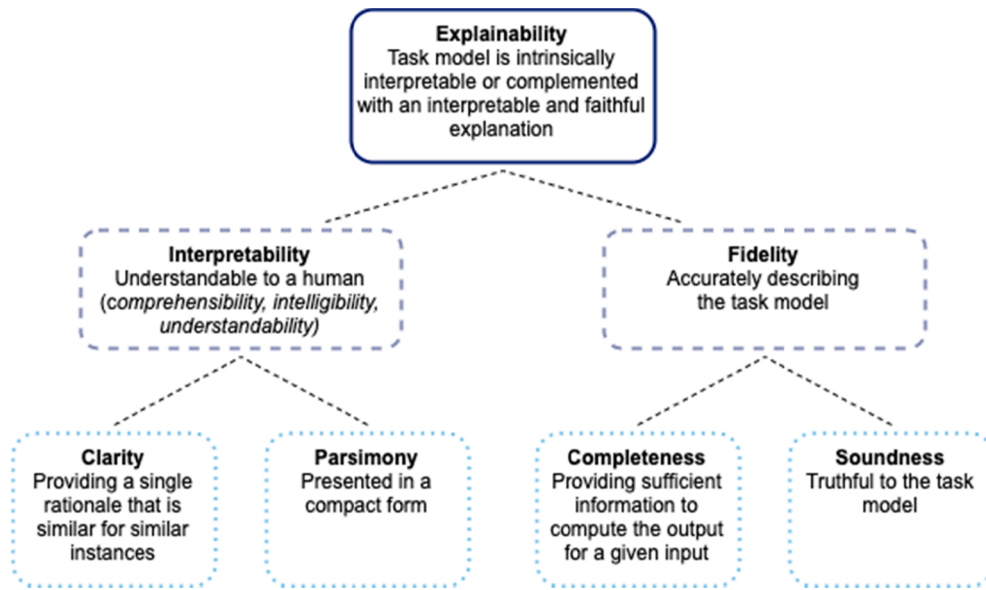 Explainability
Task model is intrinsically
interpretable or complemented
with an interpretable and faithful
explanation
Interpretability
Understandable to a human
(comprehensibility, intelligibility,
understandability)
Fidelity
Accurately describing
the task model
Clarity
Providing a single
rationale that is
similar for similar
instances
Parsimony
Presented in a
compact form
Completeness
Providing sufficient
information to
compute the output
for a given input
Soundness
Truthful to the task
model